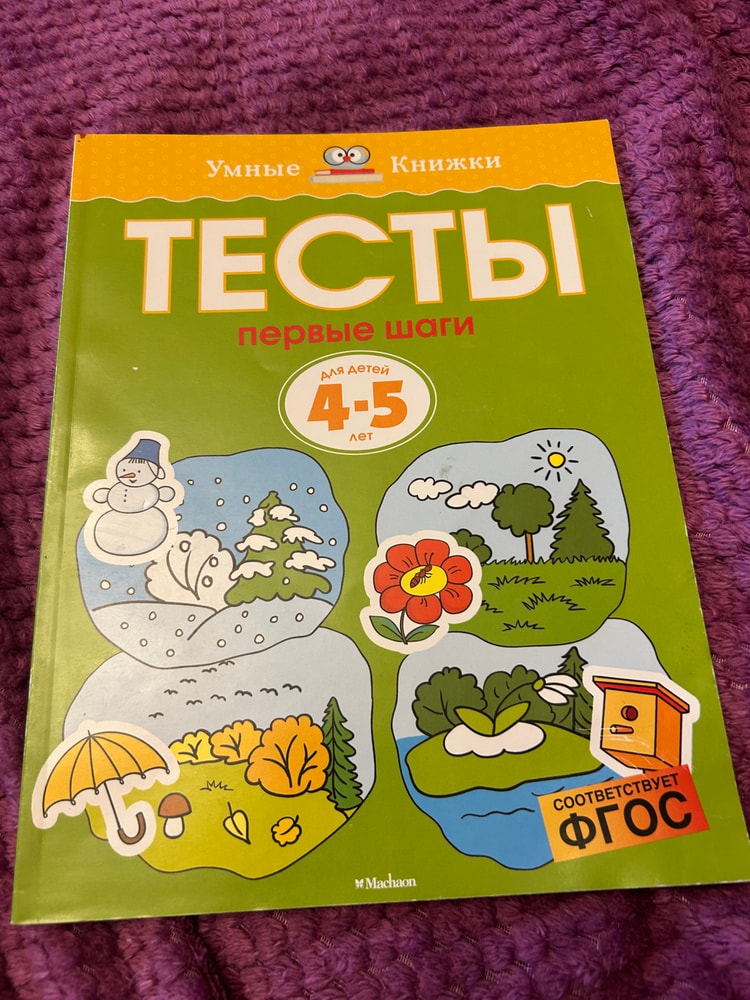 Умные Книжки
ТЕСТЫ
первые шаги
для детей
4-5
лет
СООТВЕТСТВУЕТ
ФГОС
Machaon